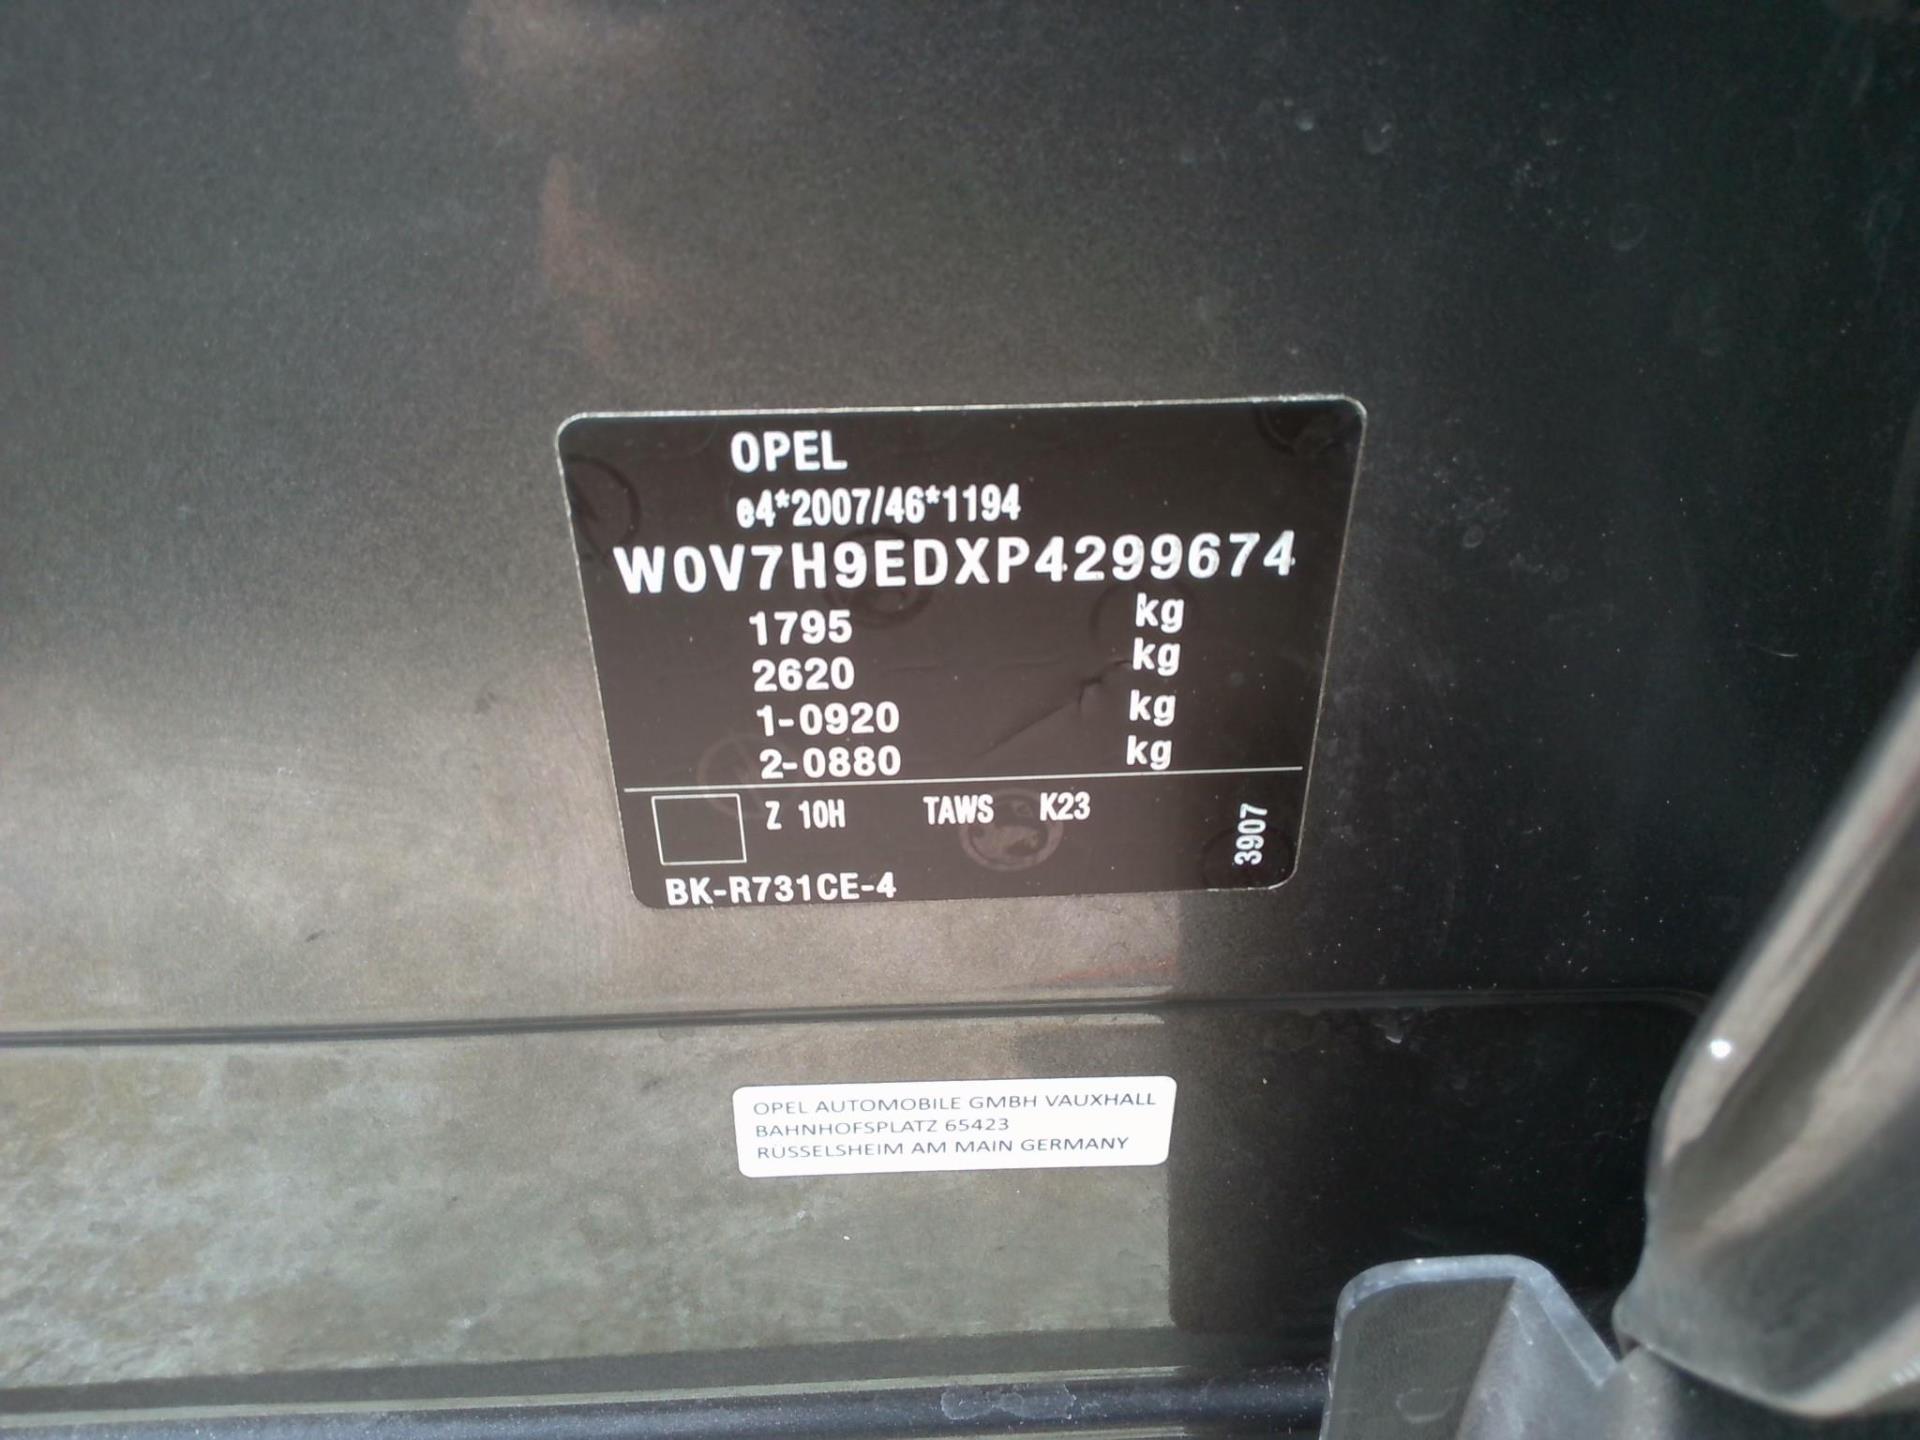 OPEL
e4*2007/46*1194
W0V7H9EDXP4299674
1795 kg
2620 kg
1-0920 kg
2-0880 kg
Z 10H TAWS K23
3907
BK-R731CE-4
OPEL AUTOMOBILE GMBH VAUXHALL
BAHNHOFSPLATZ 65423
RÜSSELSHEIM AM MAIN GERMANY